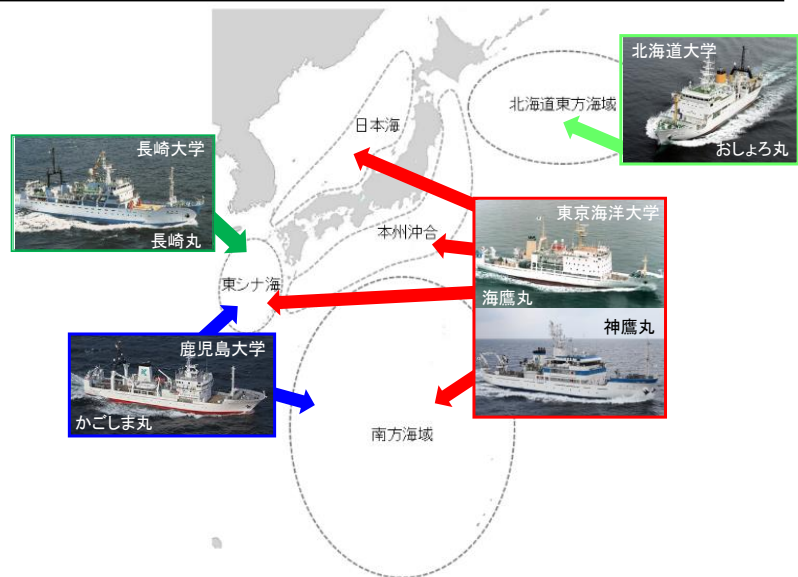 北海道大学
おしょろ丸
北海道東方海域
日本海
長崎大学
長崎丸
東京海洋大学
海鷹丸
神鷹丸
本州沖合
東シナ海
鹿児島大学
かごしま丸
南方海域